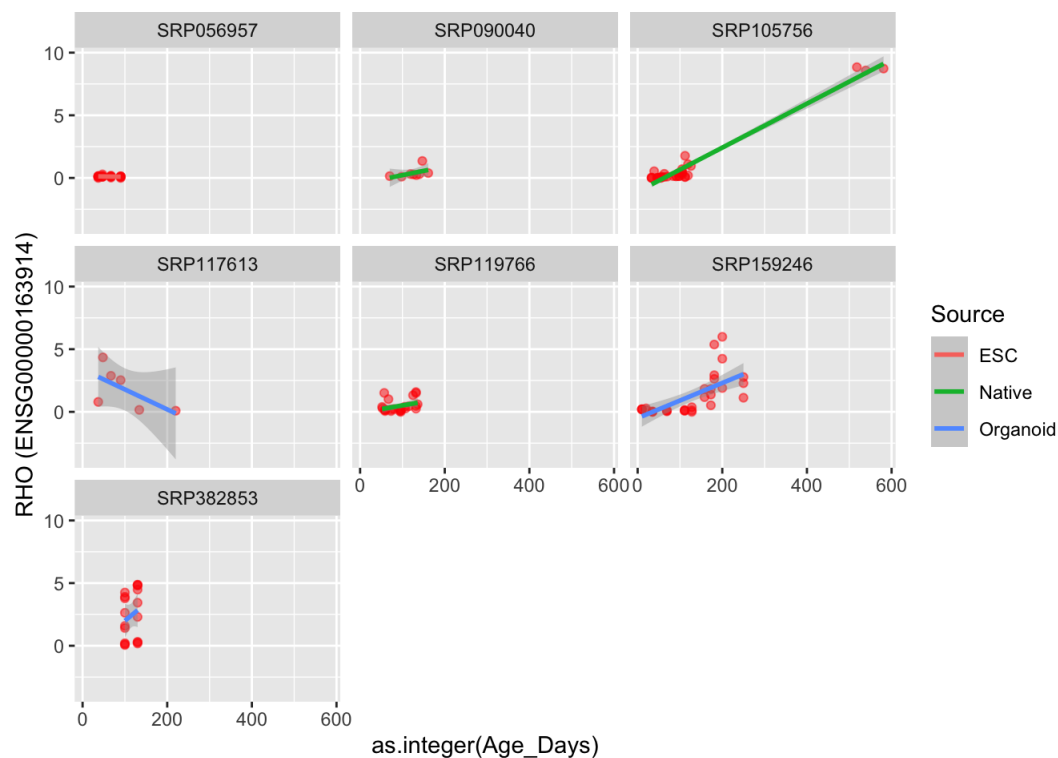 SRP056957 SRP090040 SRP105756
10
5
0
SRP117613 SRP119766 SRP159246
10
5
0
0 200 400 600 0 200 400 600
SRP382853
10
5
0
0 200 400 600
as.integer(Age_Days)
RHO (ENSG00000163914)
Source
ESC
Native
Organoid